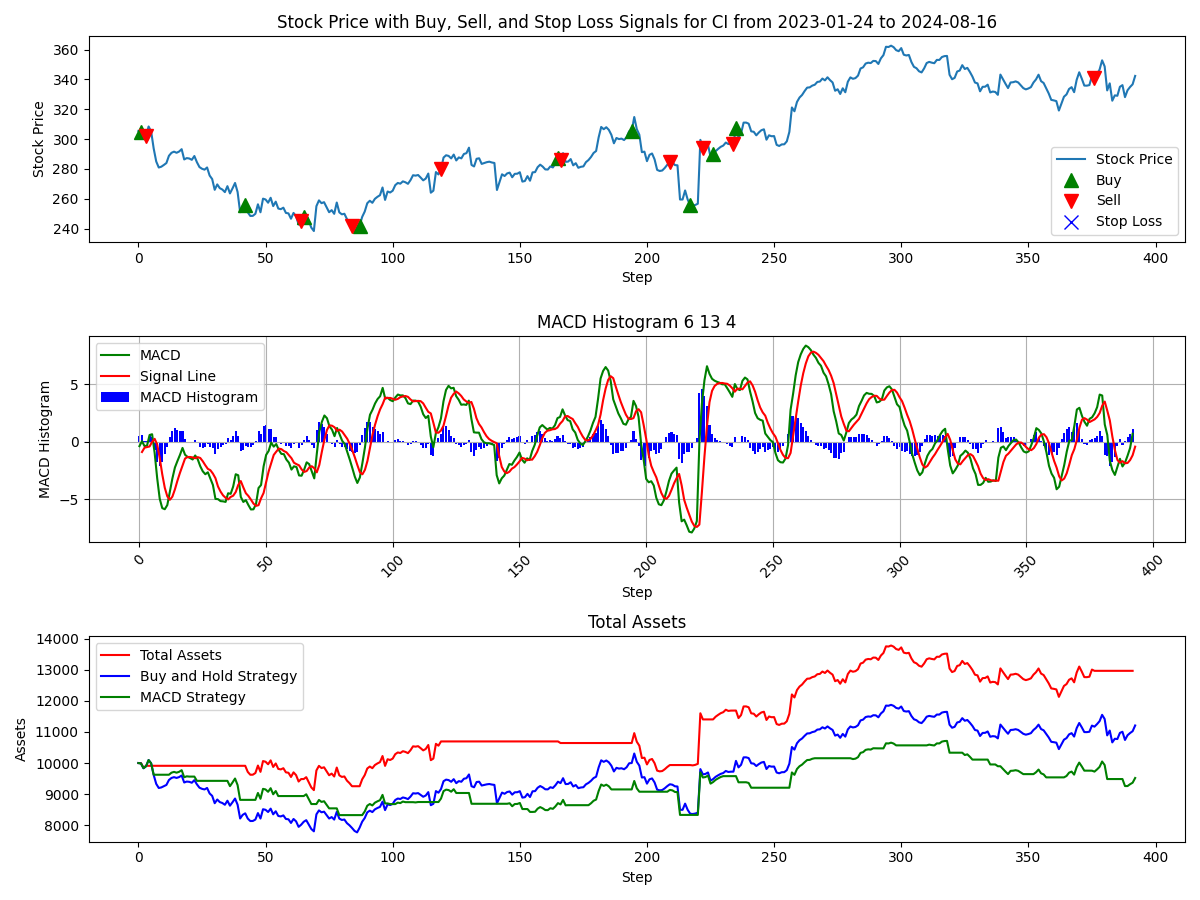 Stock Price with Buy, Sell, and Stop Loss Signals for CI from 2023-01-24 to 2024-08-16
Stock Price
360
340
320
300
280
260
240
Stock Price
Buy
Sell
Stop Loss
0 50 100 150 200 250 300 350 400
Step
MACD Histogram 6 13 4
MACD Histogram
5
0
−5
MACD
Signal Line
MACD Histogram
0 50 100 150 200 250 300 350 400
Step
Total Assets
Assets
14000
13000
12000
11000
10000
9000
8000
Total Assets
Buy and Hold Strategy
MACD Strategy
0 50 100 150 200 250 300 350 400
Step